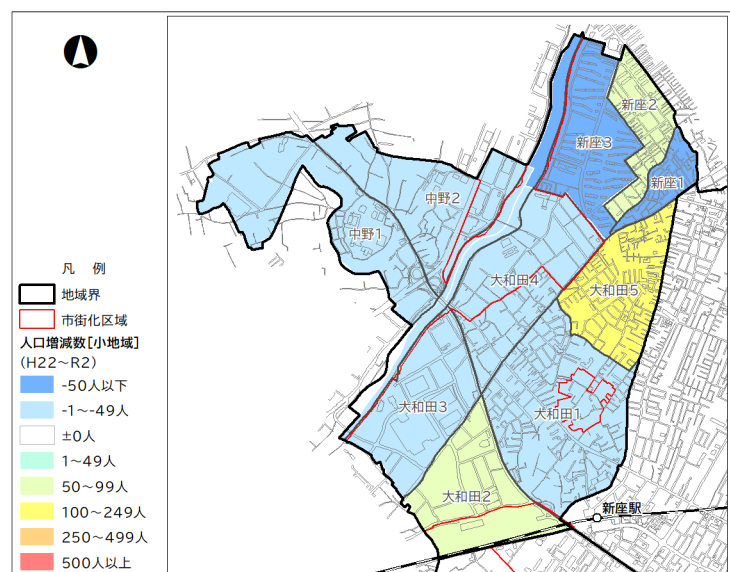 新座2
新座3
新座1
中野2
中野1
大和田4
大和田5
大和田3
大和田1
大和田2
新座駅
凡 例
地域界
市街化区域
人口増減数[小地域]
(H22～R2)
-50人以下
-1～-49人
±0人
1～49人
50～99人
100～249人
250～499人
500人以上